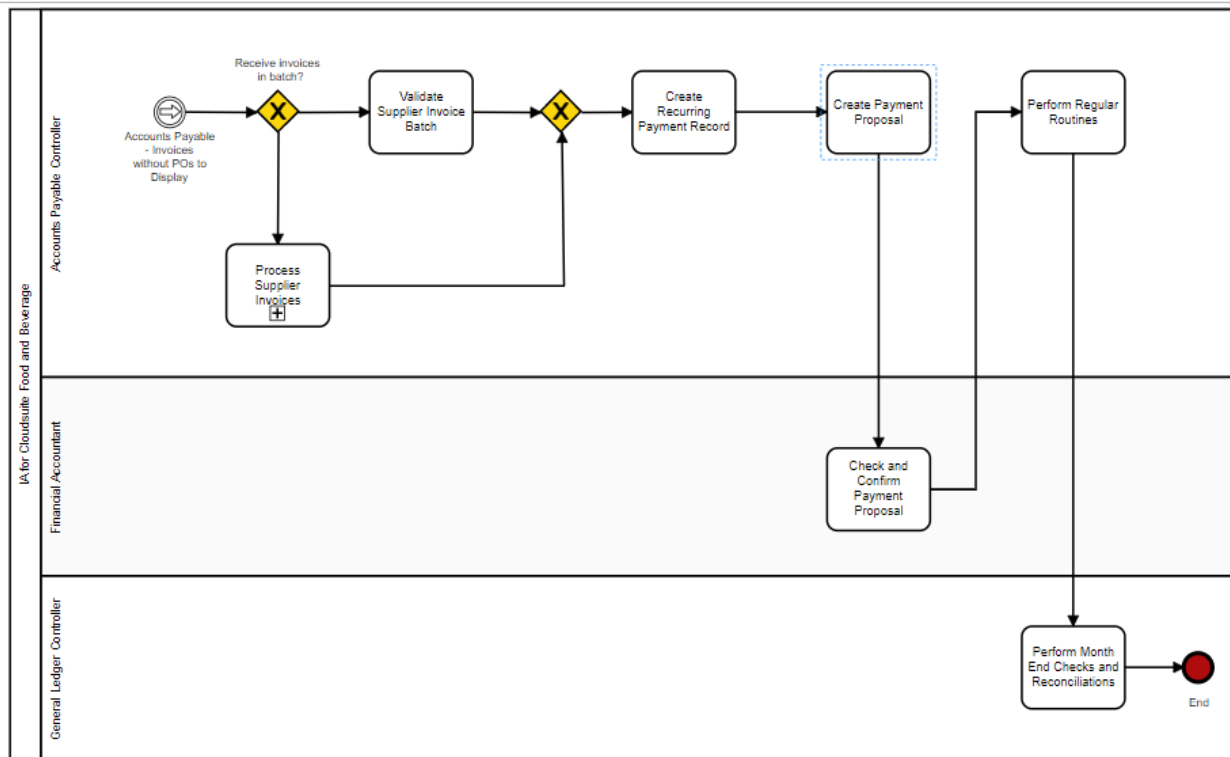 IA for Cloudsuite Food and Beverage
Accounts Payable Controller
Receive invoices
in batch?
X
Accounts Payable
- Invoices
without POs to
Display
Validate
Supplier Invoice
Batch
X
Create
Recurring
Payment Record
Create Payment
Proposal
Perform Regular
Routines
Process
Supplier
Invoices
Financial Accountant
Check and
Confirm
Payment
Proposal
General Ledger Controller
Perform Month
End Checks and
Reconciliations
End